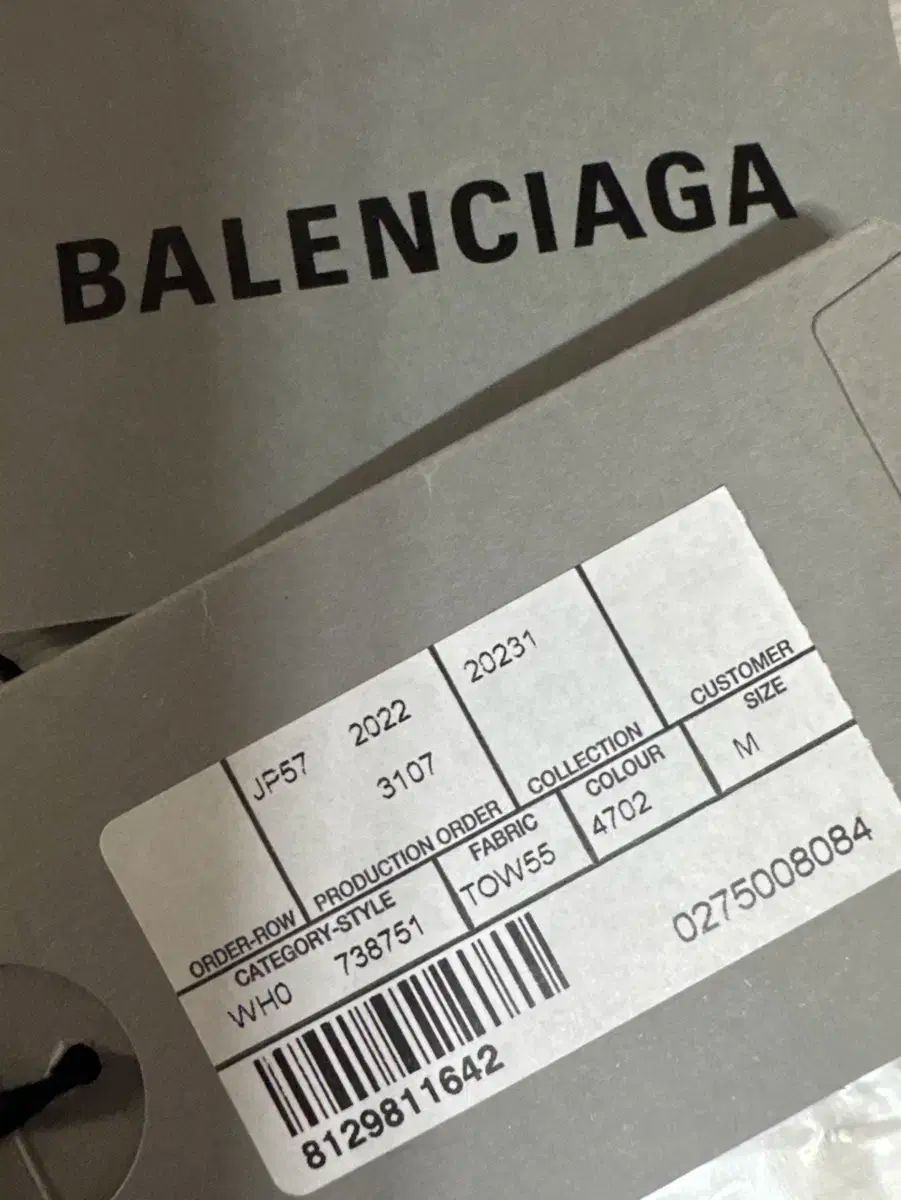 BALENCIAGA
JP57 2022 20231
3107
ORDER-ROW PRODUCTION ORDER COLLECTION CUSTOMER
CATEGORY-STYLE FABRIC COLOUR SIZE
WH0 738751 TOW55 4702 M
0275008084
8129811642